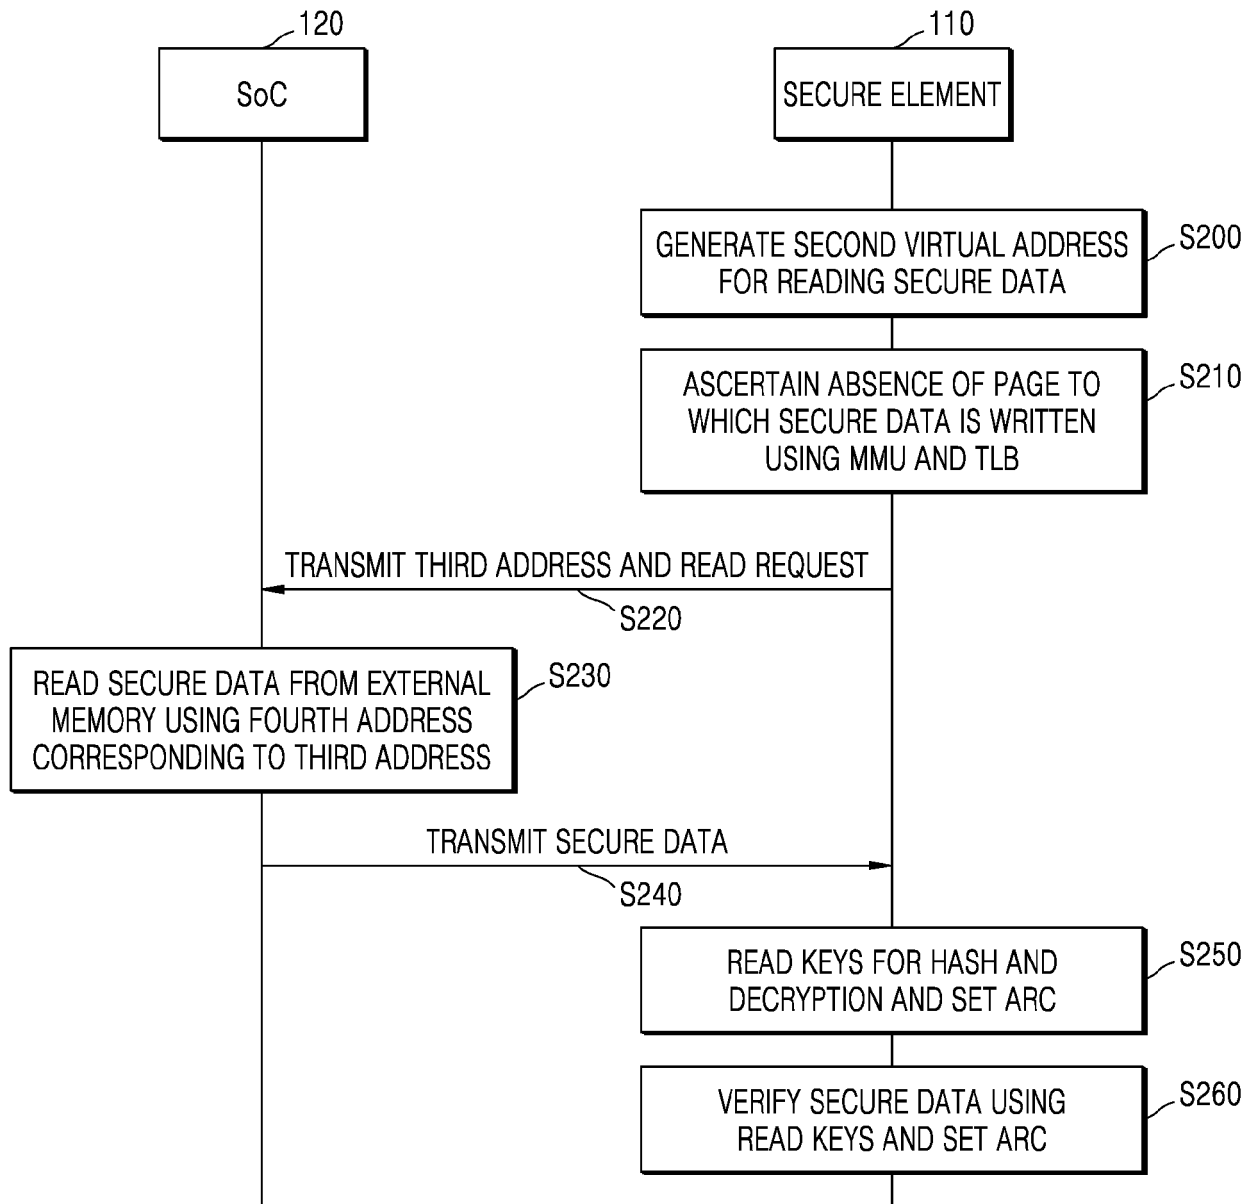 120
110
SoC
SECURE ELEMENT
GENERATE SECOND VIRTUAL ADDRESS
FOR READING SECURE DATA
S200
ASCERTAIN ABSENCE OF PAGE TO
WHICH SECURE DATA IS WRITTEN
USING MMU AND TLB
S210
TRANSMIT THIRD ADDRESS AND READ REQUEST
S220
READ SECURE DATA FROM EXTERNAL
MEMORY USING FOURTH ADDRESS
CORRESPONDING TO THIRD ADDRESS
S230
TRANSMIT SECURE DATA
S240
READ KEYS FOR HASH AND
DECRYPTION AND SET ARC
S250
VERIFY SECURE DATA USING
READ KEYS AND SET ARC
S260